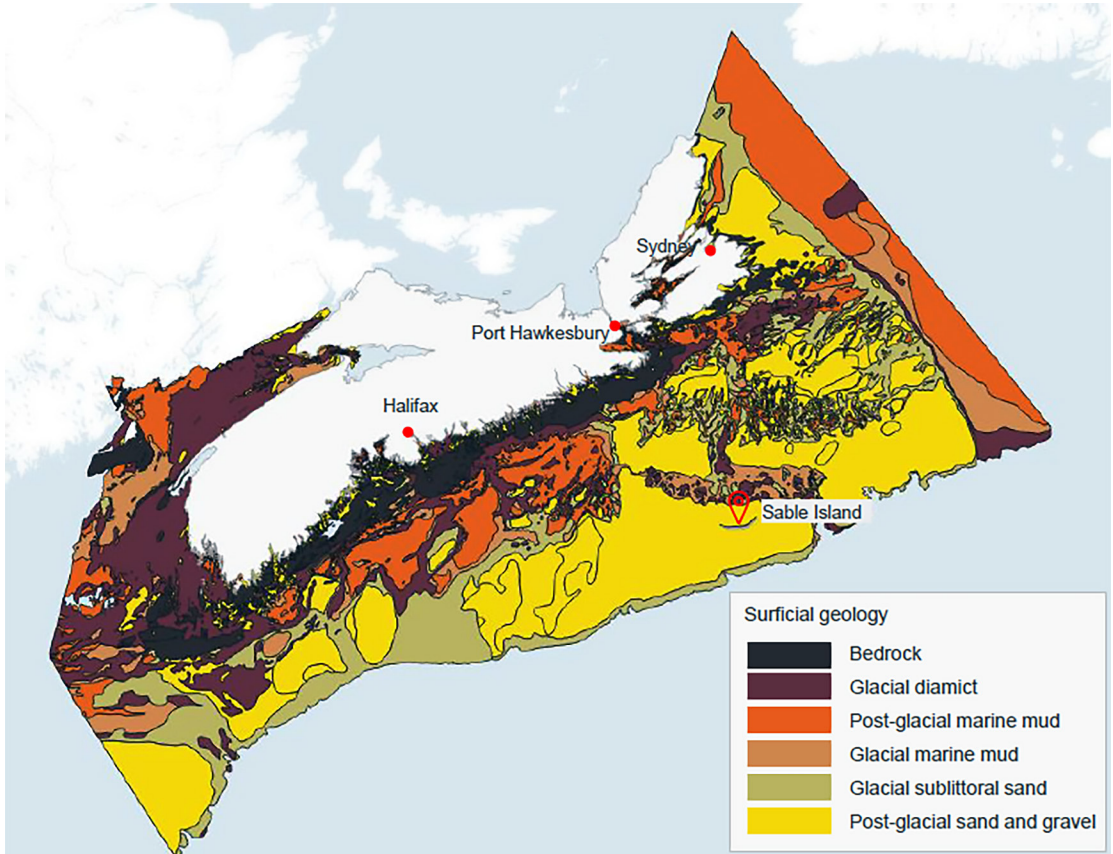 Sydney
Port Hawkesbury
Halifax
Sable Island
Surficial geology
Bedrock
Glacial diamict
Post-glacial marine mud
Glacial marine mud
Glacial sublittoral sand
Post-glacial sand and gravel